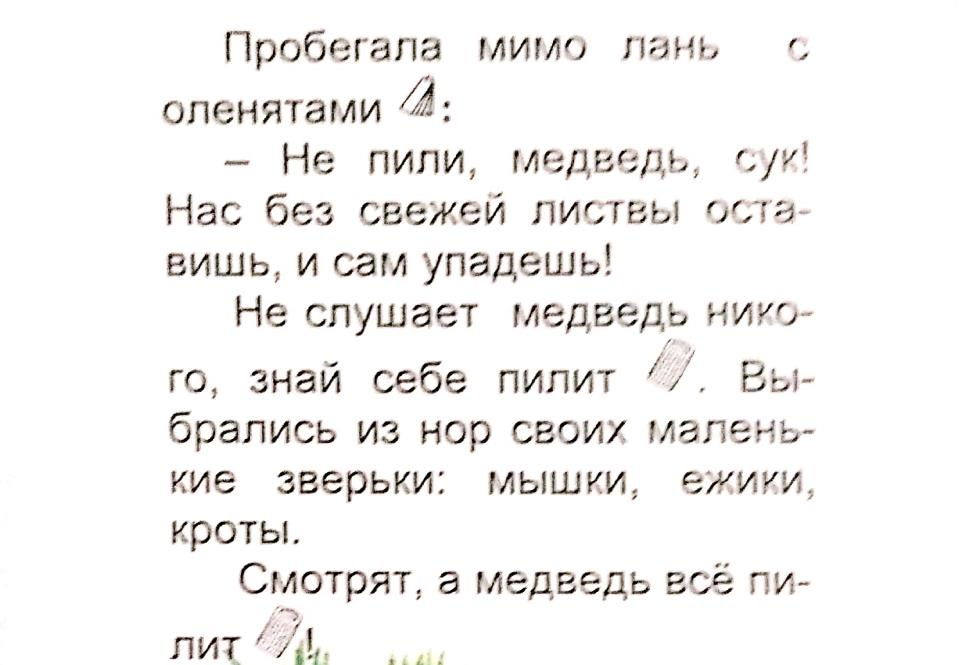 Пробегала мимо лань с
оленятами :
– Не пили, медведь, сук!
Нас без свежей листвы оста-
вишь, и сам упадешь!
Не слушает медведь нико-
го, знай себе пилит . Вы-
брались из нор своих малень-
кие зверьки: мышки, ежики,
кроты.
Смотрят, а медведь всё пи-
лит !